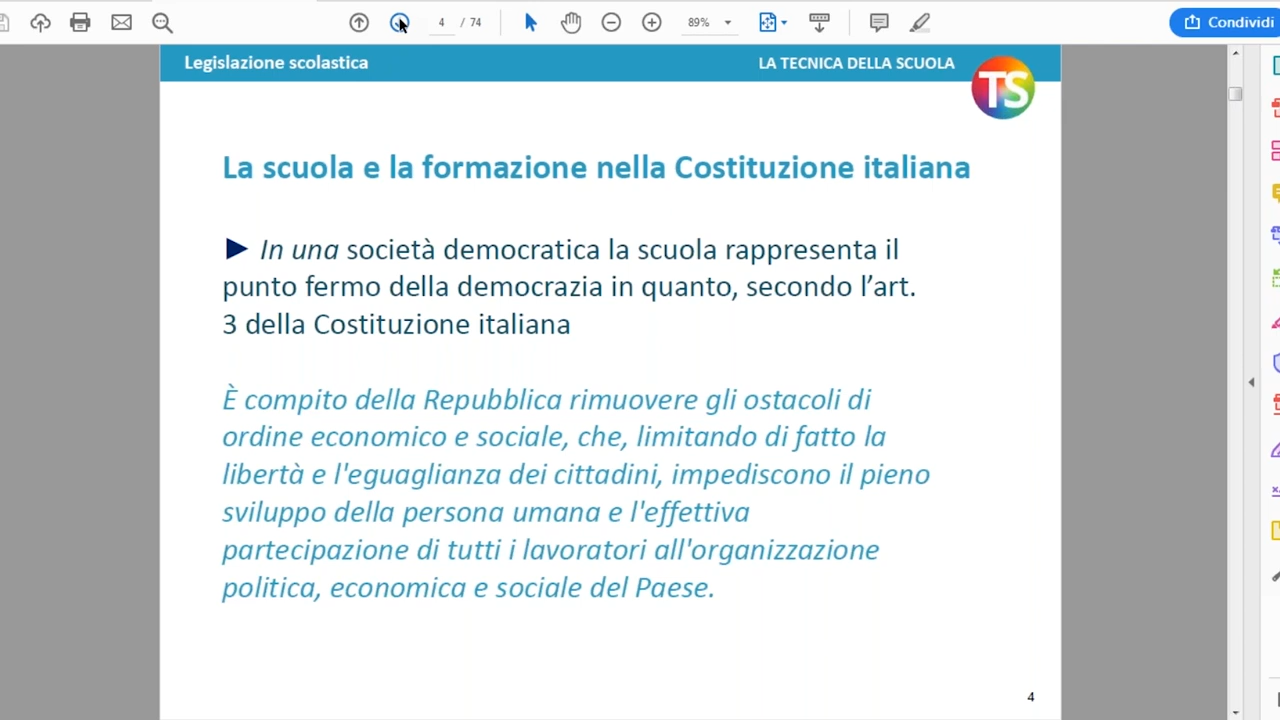 4 / 74
89%
Condividi
Legislazione scolastica
LA TECNICA DELLA SCUOLA
TS
La scuola e la formazione nella Costituzione italiana
► In una società democratica la scuola rappresenta il
punto fermo della democrazia in quanto, secondo l’art.
3 della Costituzione italiana
È compito della Repubblica rimuovere gli ostacoli di
ordine economico e sociale, che, limitando di fatto la
libertà e l'eguaglianza dei cittadini, impediscono il pieno
sviluppo della persona umana e l'effettiva
partecipazione di tutti i lavoratori all'organizzazione
politica, economica e sociale del Paese.
4